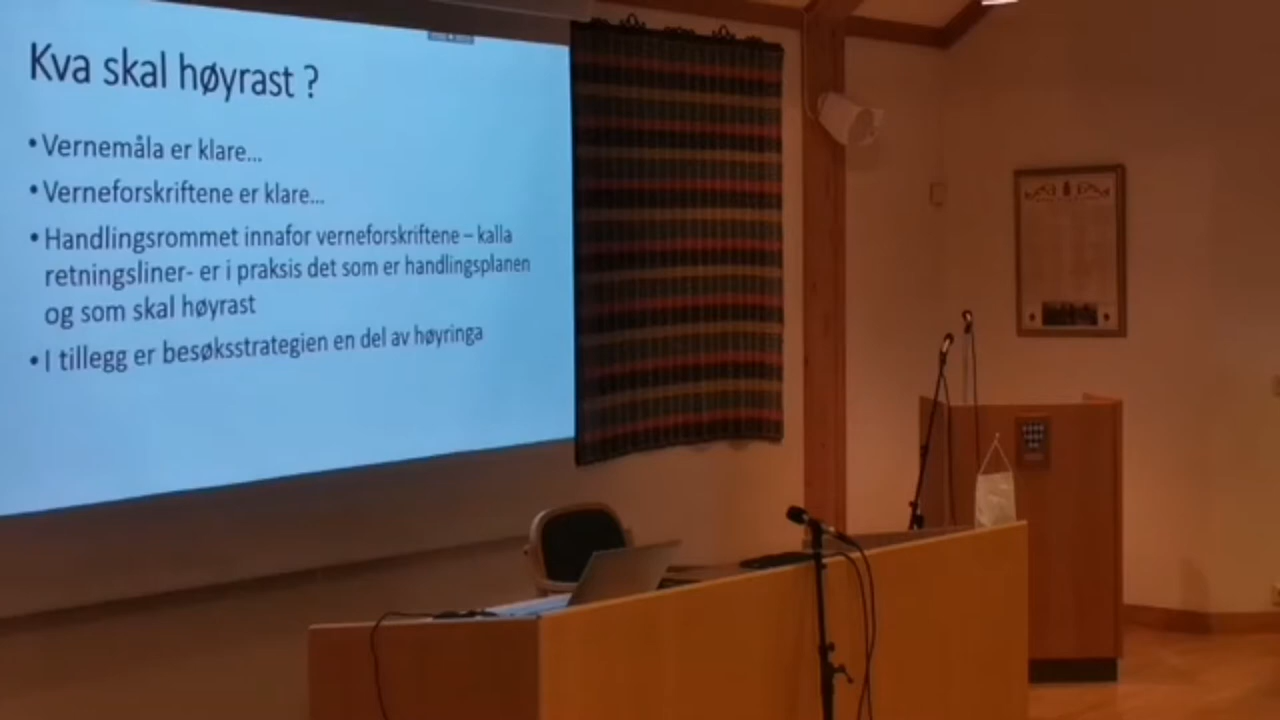 Kva skal høyrast ?
• Vernemåla er klare...
• Verneforskriftene er klare...
• Handlingsrommet innafor verneforskriftene – kalla
retningsliner- er i praksis det som er handlingsplanen
og som skal høyrast
• I tillegg er besøksstrategien en del av høyringa